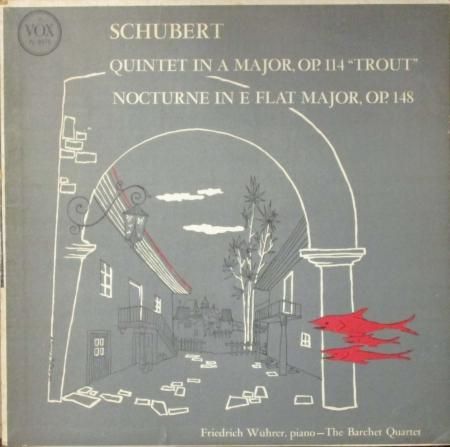 VOX
SCHUBERT
QUINTET IN A MAJOR, OP. 114 "TROUT"
NOCTURNE IN E FLAT MAJOR, OP. 148
Friedrich Wuhrer, piano — The Barchet Quartet